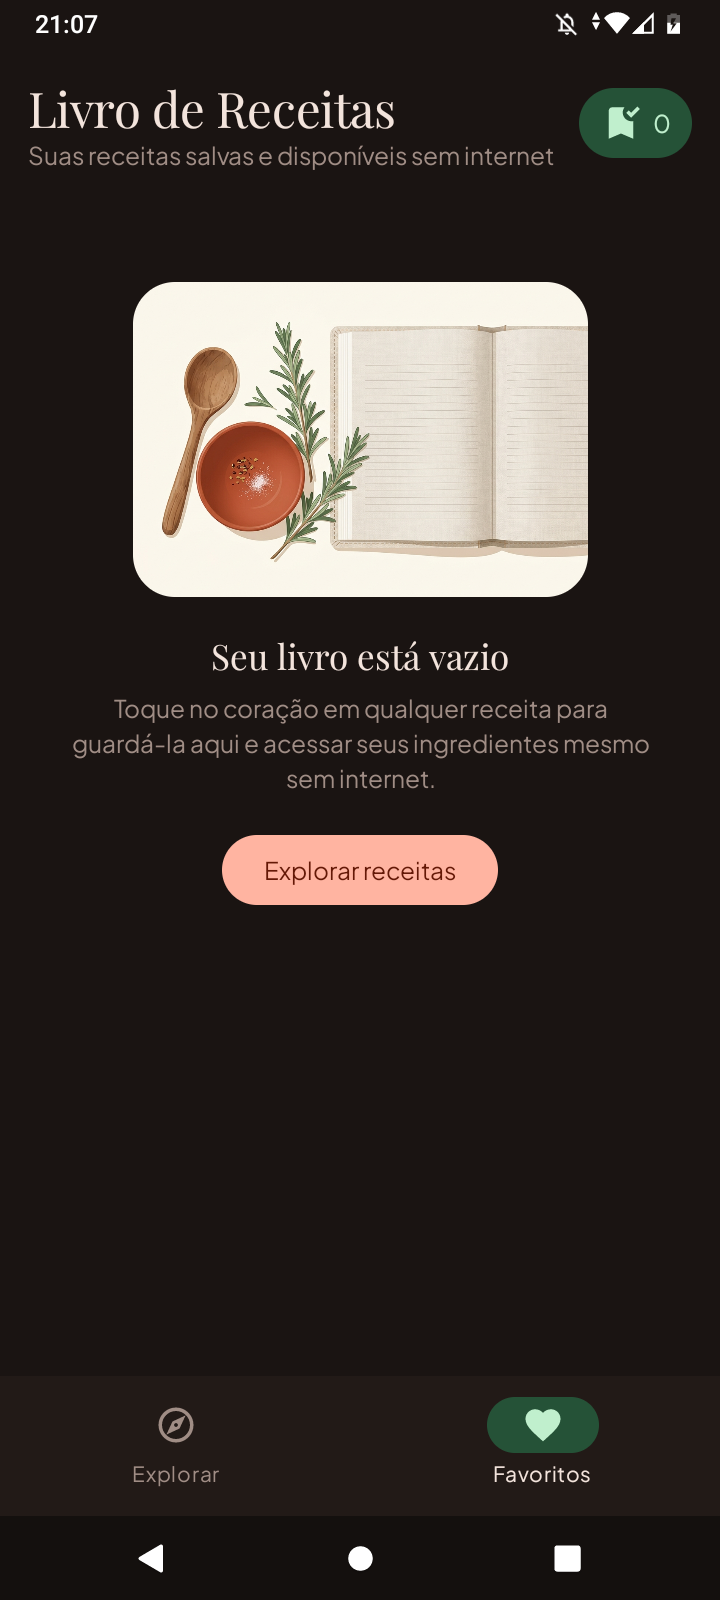 21:07
Livro de Receitas
0
Suas receitas salvas e disponíveis sem internet
Seu livro está vazio
Toque no coração em qualquer receita para
guardá-la aqui e acessar seus ingredientes mesmo
sem internet.
Explorar receitas
Explorar
Favoritos